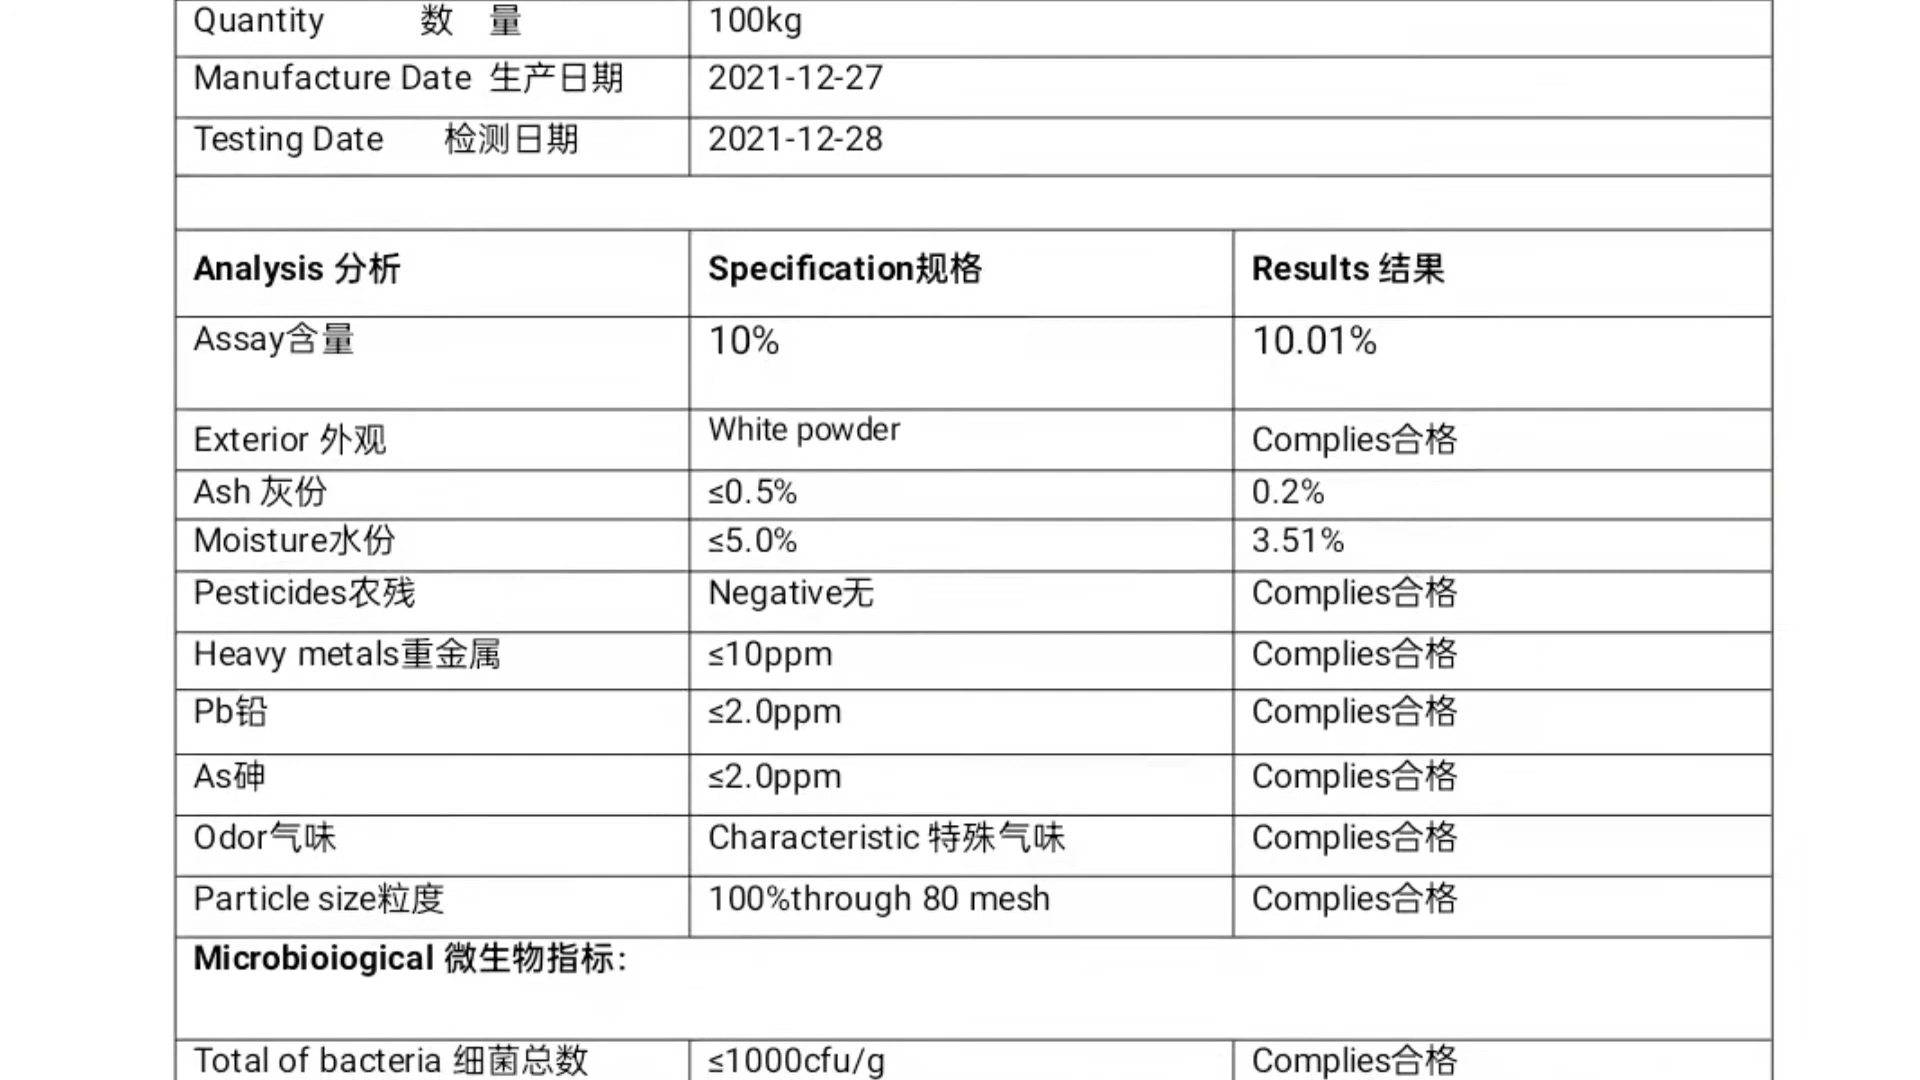 Quantity 数 量 100kg
Manufacture Date 生产日期 2021-12-27
Testing Date 检测日期 2021-12-28
Analysis 分析 Specification规格 Results 结果
Assay含量 10% 10.01%
Exterior 外观 White powder Complies合格
Ash 灰份 ≤0.5% 0.2%
Moisture水份 ≤5.0% 3.51%
Pesticides农残 Negative无 Complies合格
Heavy metals重金属 ≤10ppm Complies合格
Pb铅 ≤2.0ppm Complies合格
As砷 ≤2.0ppm Complies合格
Odor气味 Characteristic 特殊气味 Complies合格
Particle size粒度 100%through 80 mesh Complies合格
Microbioiogical 微生物指标:
Total of bacteria 细菌总数 ≤1000cfu/g Complies合格